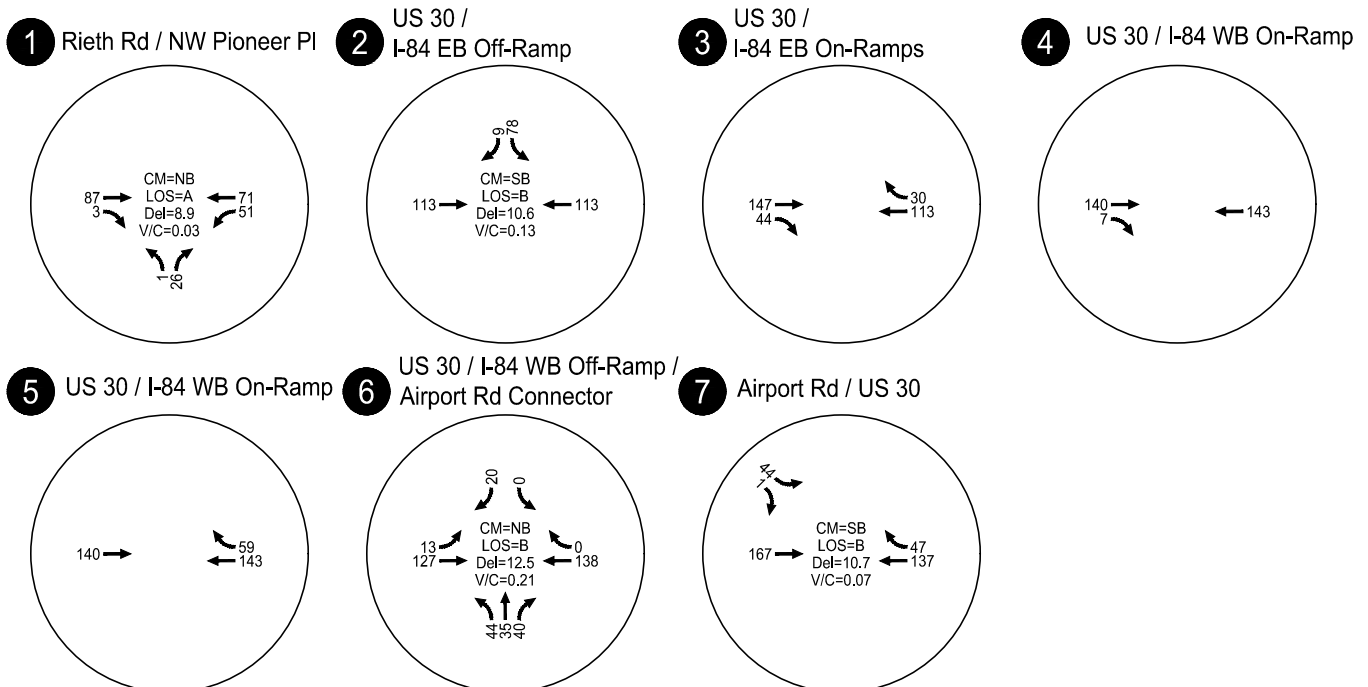 1
Rieth Rd / NW Pioneer Pl
87
3
CM=NB
LOS=A
Del=8.9
V/C=0.03
71
51
1
26
2
US 30 /
I-84 EB Off-Ramp
9
78
113
CM=SB
LOS=B
Del=10.6
V/C=0.13
113
3
US 30 /
I-84 EB On-Ramps
147
44
30
113
4
US 30 / I-84 WB On-Ramp
140
7
143
5
US 30 / I-84 WB On-Ramp
140
59
143
6
US 30 / I-84 WB Off-Ramp /
Airport Rd Connector
20
0
13
127
CM=NB
LOS=B
Del=12.5
V/C=0.21
0
138
44
35
40
7
Airport Rd / US 30
44
1
167
CM=SB
LOS=B
Del=10.7
V/C=0.07
47
137